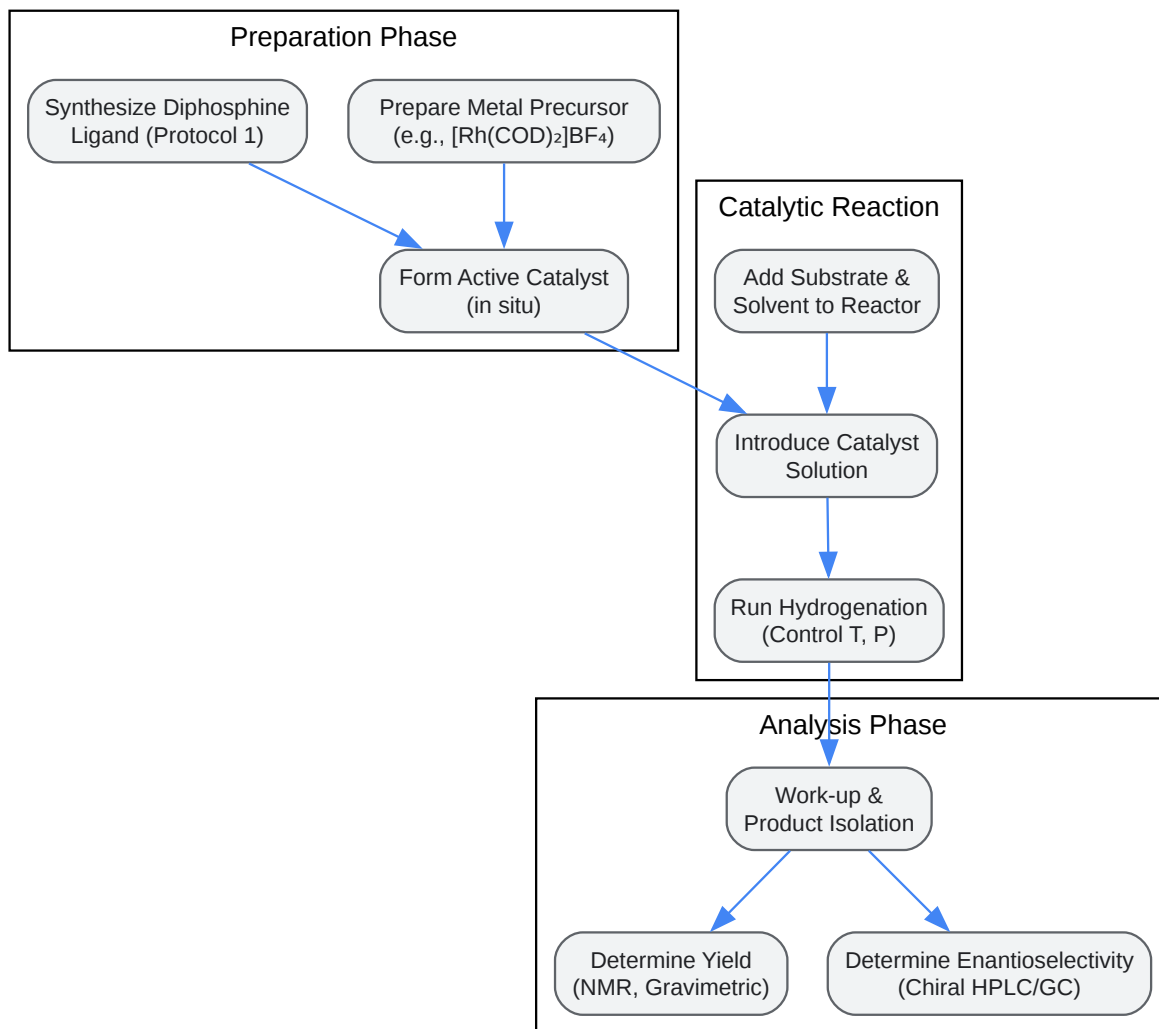 Preparation Phase
Synthesize Diphosphine
Ligand (Protocol 1)
Prepare Metal Precursor
(e.g., [Rh(COD)₂]BF₄)
Form Active Catalyst
(in situ)
Catalytic Reaction
Add Substrate &
Solvent to Reactor
Introduce Catalyst
Solution
Run Hydrogenation
(Control T, P)
Analysis Phase
Work-up &
Product Isolation
Determine Yield
(NMR, Gravimetric)
Determine Enantioselectivity
(Chiral HPLC/GC)